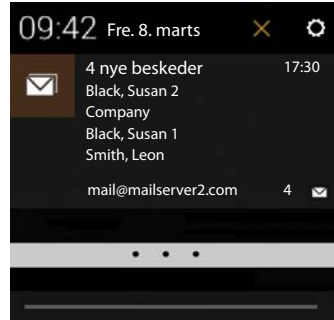 09:42 Fre. 8. marts
4 nye beskeder 17:30
Black, Susan 2
Company
Black, Susan 1
Smith, Leon
mail@mailserver2.com 4